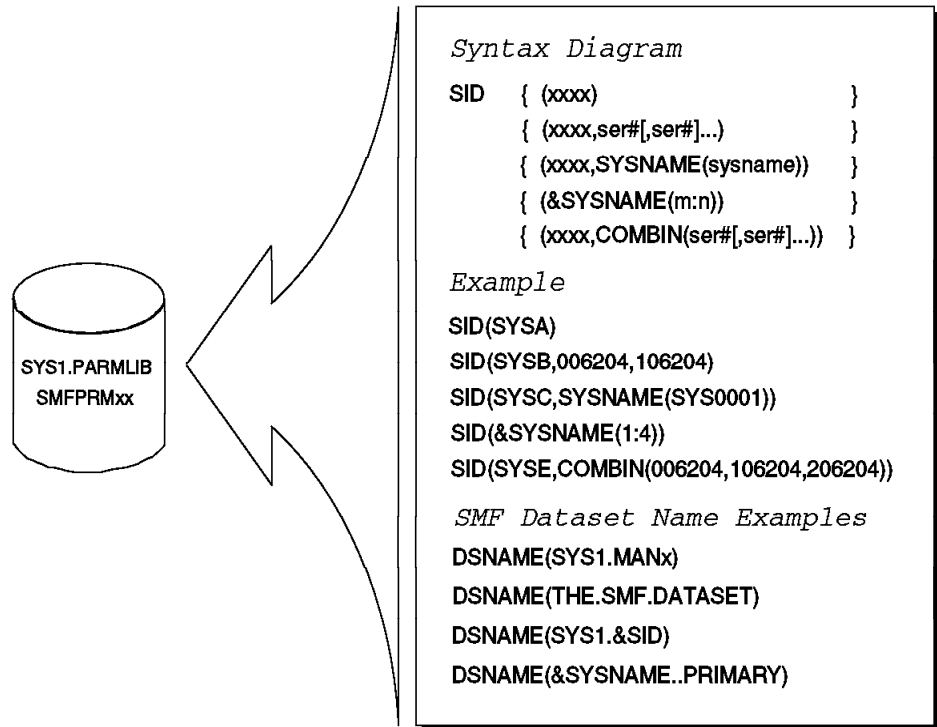 SYS1.PARMLIB
SMFPRMxx
Syntax Diagram
SID { (xxxx) }
{ (xxxx,ser#[,ser#]...) }
{ (xxxx,SYSNAME(sysname)) }
{ (&SYSNAME(m:n)) }
{ (xxxx,COMBIN(ser#[,ser#]...)) }
Example
SID(SYSA)
SID(SYSB,006204,106204)
SID(SYSC,SYSNAME(SYS0001))
SID(&SYSNAME(1:4))
SID(SYSE,COMBIN(006204,106204,206204))
SMF Dataset Name Examples
DSNAME(SYS1.MANx)
DSNAME(THE.SMF.DATASET)
DSNAME(SYS1.&SID)
DSNAME(&SYSNAME..PRIMARY)